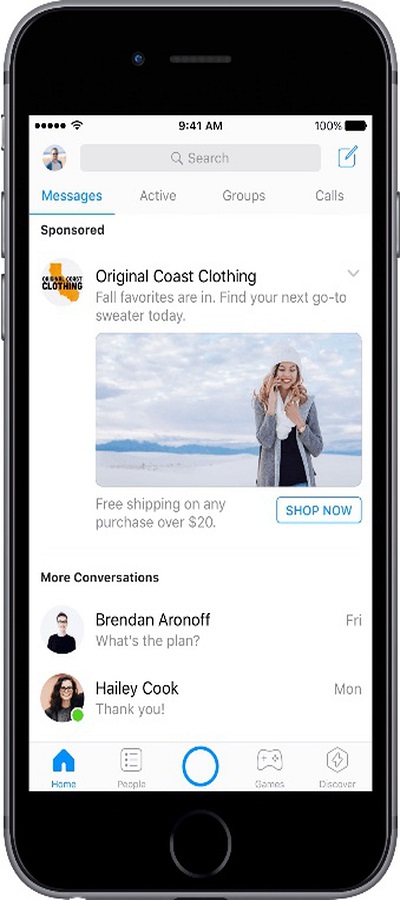 9:41 AM 100%
Search
Messages Active Groups Calls
Sponsored
ORIGINAL COAST
CLOTHING
Original Coast Clothing
Fall favorites are in. Find your next go-to
sweater today.
Free shipping on any
purchase over $20.
SHOP NOW
More Conversations
Brendan Aronoff Fri
What's the plan?
Hailey Cook Mon
Thank you!
Home People Games Discover